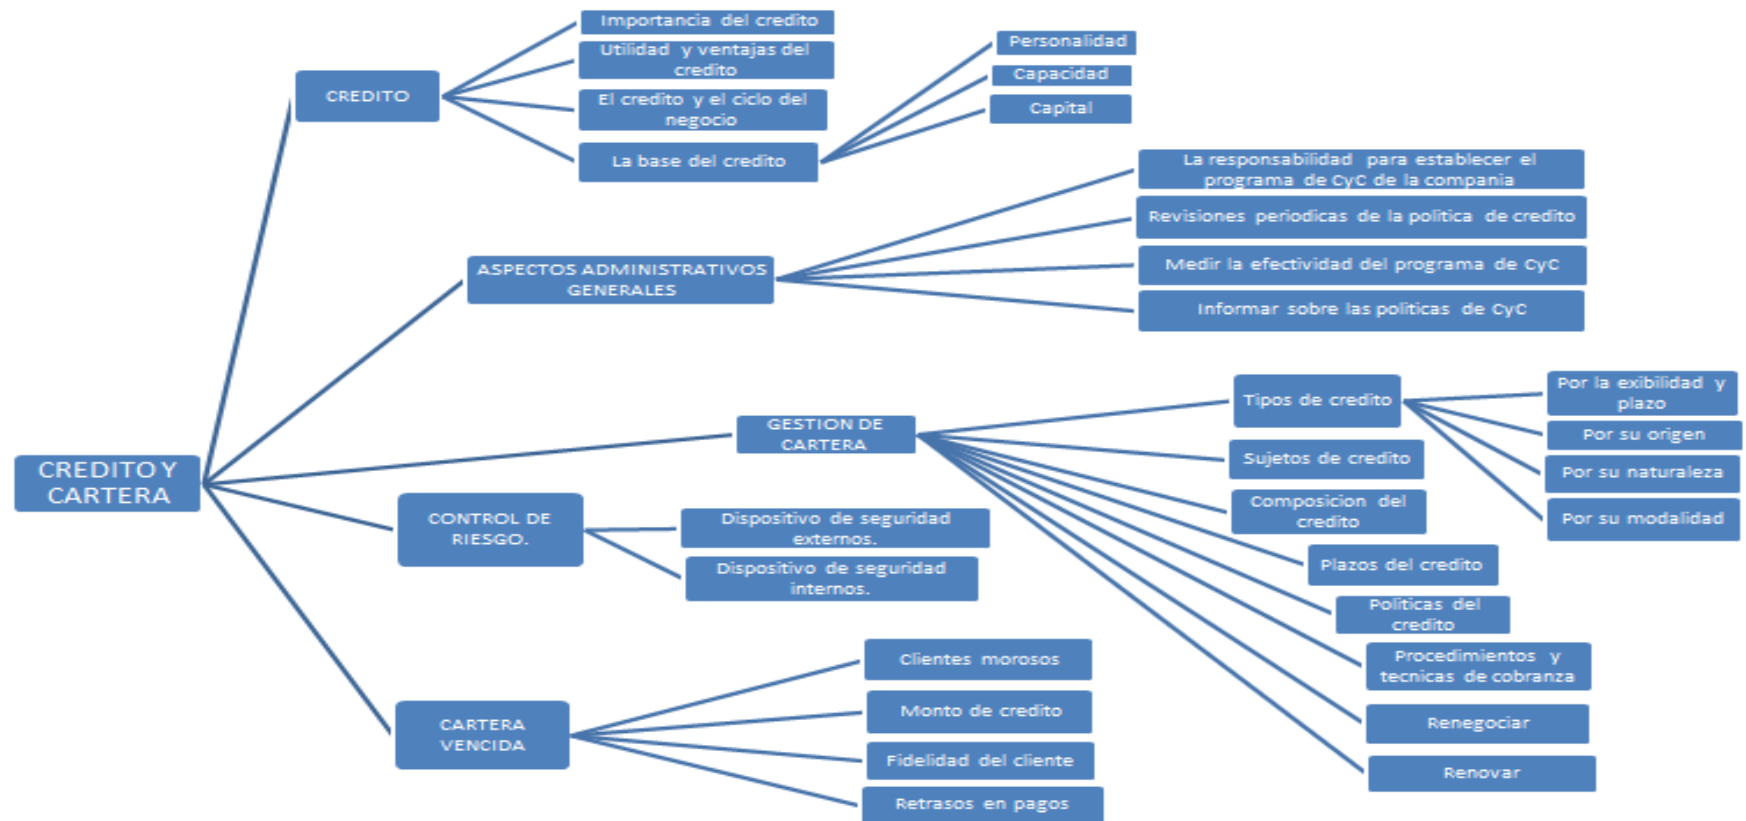 CREDITO Y
CARTERA
CREDITO
Importancia del credito
Utilidad y ventajas del
credito
El credito y el ciclo del
negocio
La base del credito
Personalidad
Capacidad
Capital
ASPECTOS ADMINISTRATIVOS
GENERALES
La responsabilidad para establecer el
programa de CyC de la compania
Revisiones periodicas de la politica de credito
Medir la efectividad del programa de CyC
Informar sobre las politicas de CyC
GESTION DE
CARTERA
Tipos de credito
Por la exibilidad y
plazo
Por su origen
Por su naturaleza
Por su modalidad
Sujetos de credito
Composicion del
credito
Plazos del credito
Politicas del
credito
Procedimientos y
tecnicas de cobranza
Renegociar
Renovar
CONTROL DE
RIESGO.
Dispositivo de seguridad
externos.
Dispositivo de seguridad
internos.
CARTERA
VENCIDA
Clientes morosos
Monto de credito
Fidelidad del cliente
Retrasos en pagos